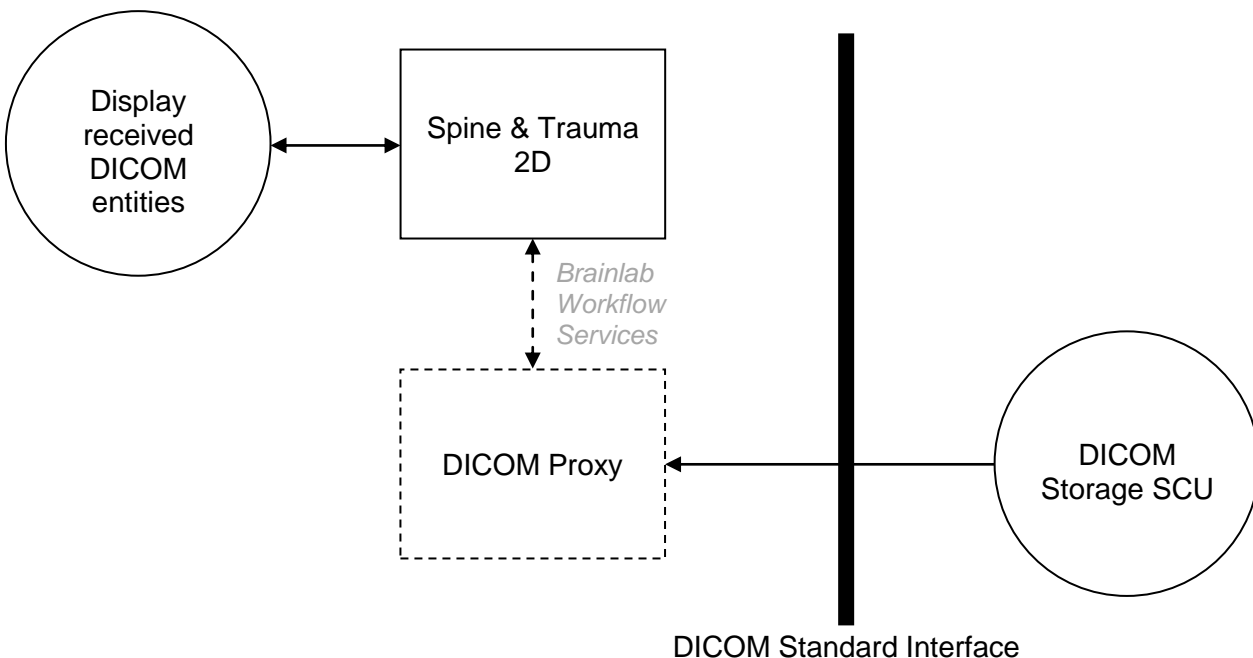 Display
received
DICOM
entities
Spine & Trauma
2D
Brainlab
Workflow
Services
DICOM Proxy
DICOM
Storage SCU
DICOM Standard Interface